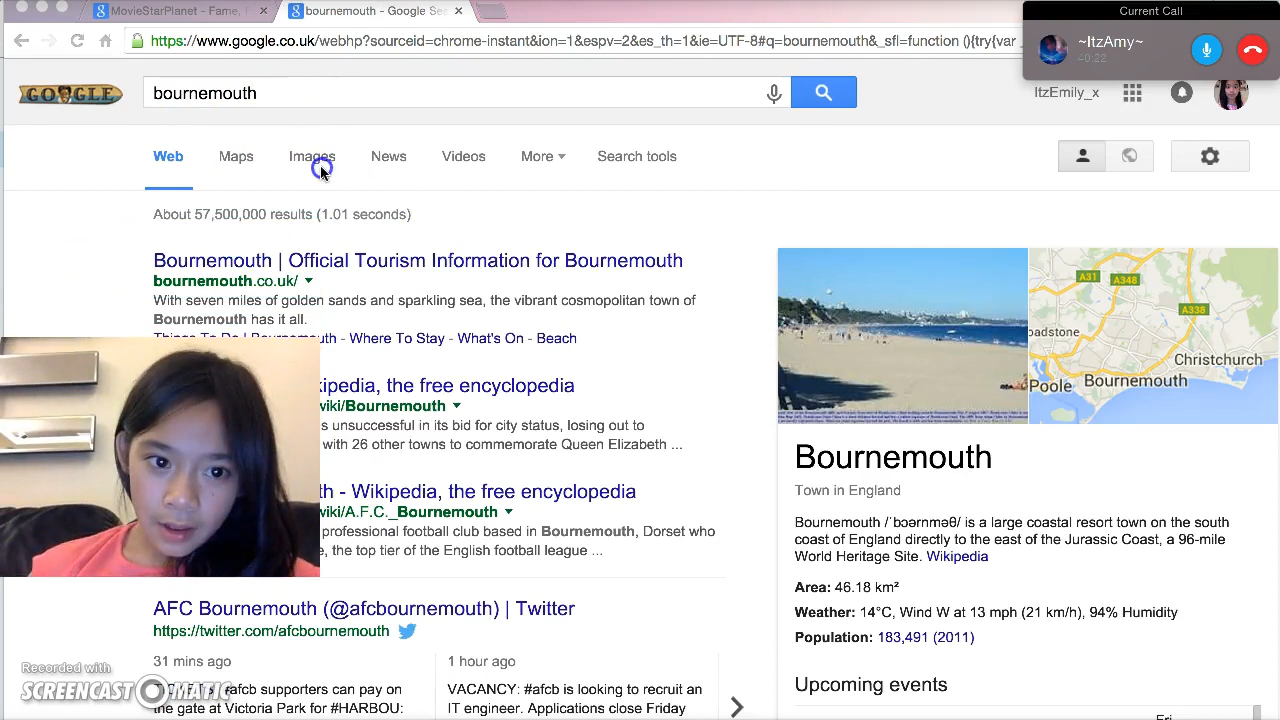 MovieStarPlanet - Fame,
bournemouth - Google Se
Current Call
https://www.google.co.uk/webhp?sourceid=chrome-instant&ion=1&espv=2&es_th=1&ie=UTF-8#q=bournemouth&_sfl=function (){try{var
~ItzAmy~
40:22
GOOGLE
bournemouth
ItzEmily_x
Web
Maps
Images
News
Videos
More
Search tools
About 57,500,000 results (1.01 seconds)
Bournemouth | Official Tourism Information for Bournemouth
bournemouth.co.uk/
With seven miles of golden sands and sparkling sea, the vibrant cosmopolitan town of
Bournemouth has it all.
Things To Do | Bournemouth - Where To Stay - What's On - Beach
kipedia, the free encyclopedia
wiki/Bournemouth
s unsuccessful in its bid for city status, losing out to
with 26 other towns to commemorate Queen Elizabeth ...
th - Wikipedia, the free encyclopedia
wiki/A.F.C._Bournemouth
professional football club based in Bournemouth, Dorset who
e, the top tier of the English football league ...
AFC Bournemouth (@afcbournemouth) | Twitter
https://twitter.com/afcbournemouth
31 mins ago
afcb supporters can pay on
the gate at Victoria Park for #HARBOU:
1 hour ago
VACANCY: #afcb is looking to recruit an
IT engineer. Applications close Friday
A31
A348
A338
oadstone
Christchurch
Poole
Bournemouth
Bournemouth
Town in England
Bournemouth /ˈbɔərnməθ/ is a large coastal resort town on the south
coast of England directly to the east of the Jurassic Coast, a 96-mile
World Heritage Site. Wikipedia
Area: 46.18 km²
Weather: 14°C, Wind W at 13 mph (21 km/h), 94% Humidity
Population: 183,491 (2011)
Upcoming events
Fri
Recorded with
SCREENCAST-O-MATIC